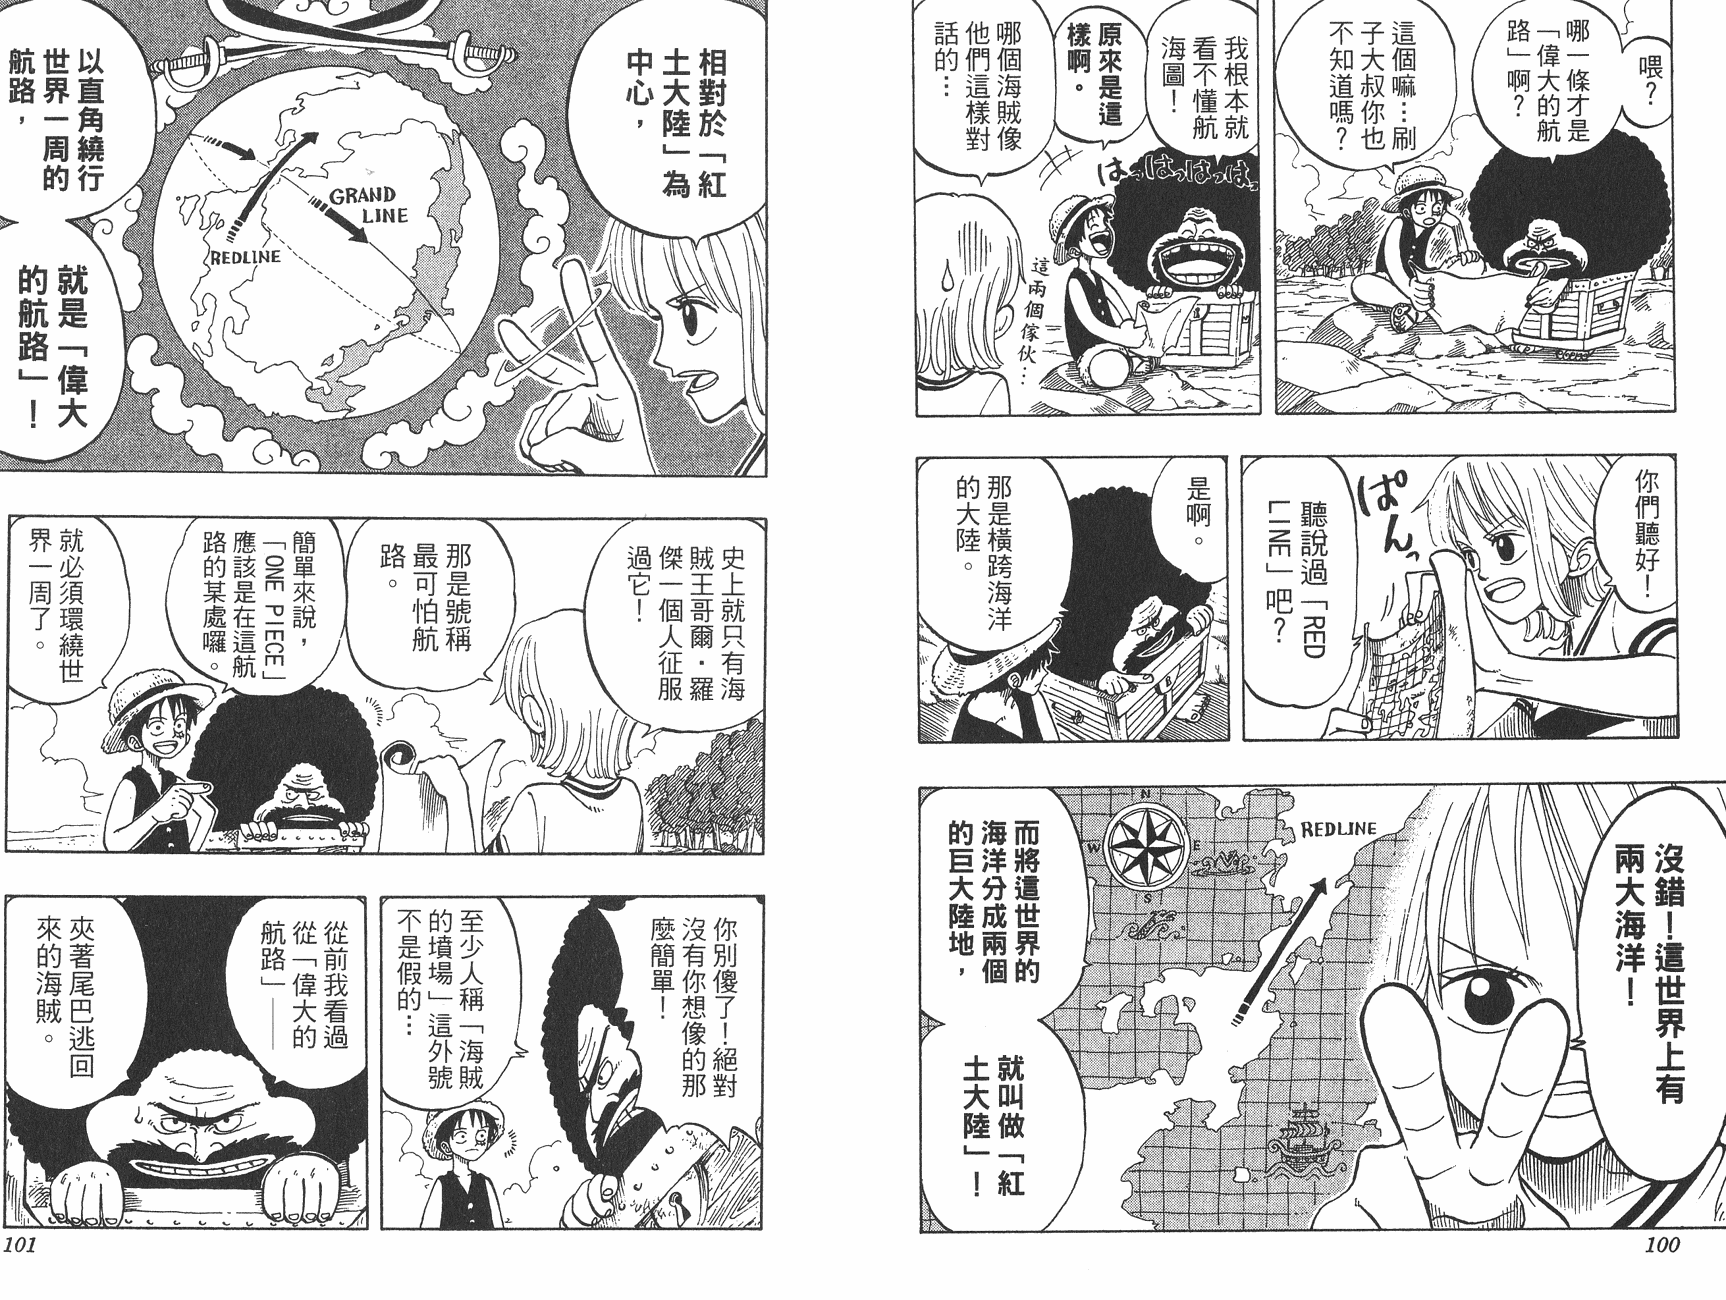 喂?
哪一條才是
「偉大的航
路」啊?
這個嘛…刷
子大叔你也
不知道嗎?
我根本就
看不懂航
海圖!
原來是這
樣啊。
はっはっはっはっ
哪個海賊像
他們這樣對
話的…
這兩個傢伙…
你們聽好!
ぱんっ
聽說過「RED
LINE」吧?
是啊。
那是橫跨海洋
的大陸。
沒錯!這世界上有
兩大海洋!
REDLINE
N
W
E
S
而將這世界的
海洋分成兩個
的巨大陸地,
就叫做「紅
土大陸」!
100
相對於「紅
土大陸」為
中心,
GRAND
LINE
REDLINE
以直角繞行
世界一周的
航路,
就是「偉大
的航路」!
史上就只有海
賊王哥爾・羅
傑一個人征服
過它!
那是號稱
最可怕航
路。
簡單來說,
「ONE PIECE」
應該是在這航
路的某處囉。
就必須環繞世
界一周了。
你別傻了!絕對
沒有你想像的那
麼簡單!
至少人稱「海賊
的墳場」這外號
不是假的…
從前我看過
從「偉大的
航路」——
夾著尾巴逃回
來的海賊。
101